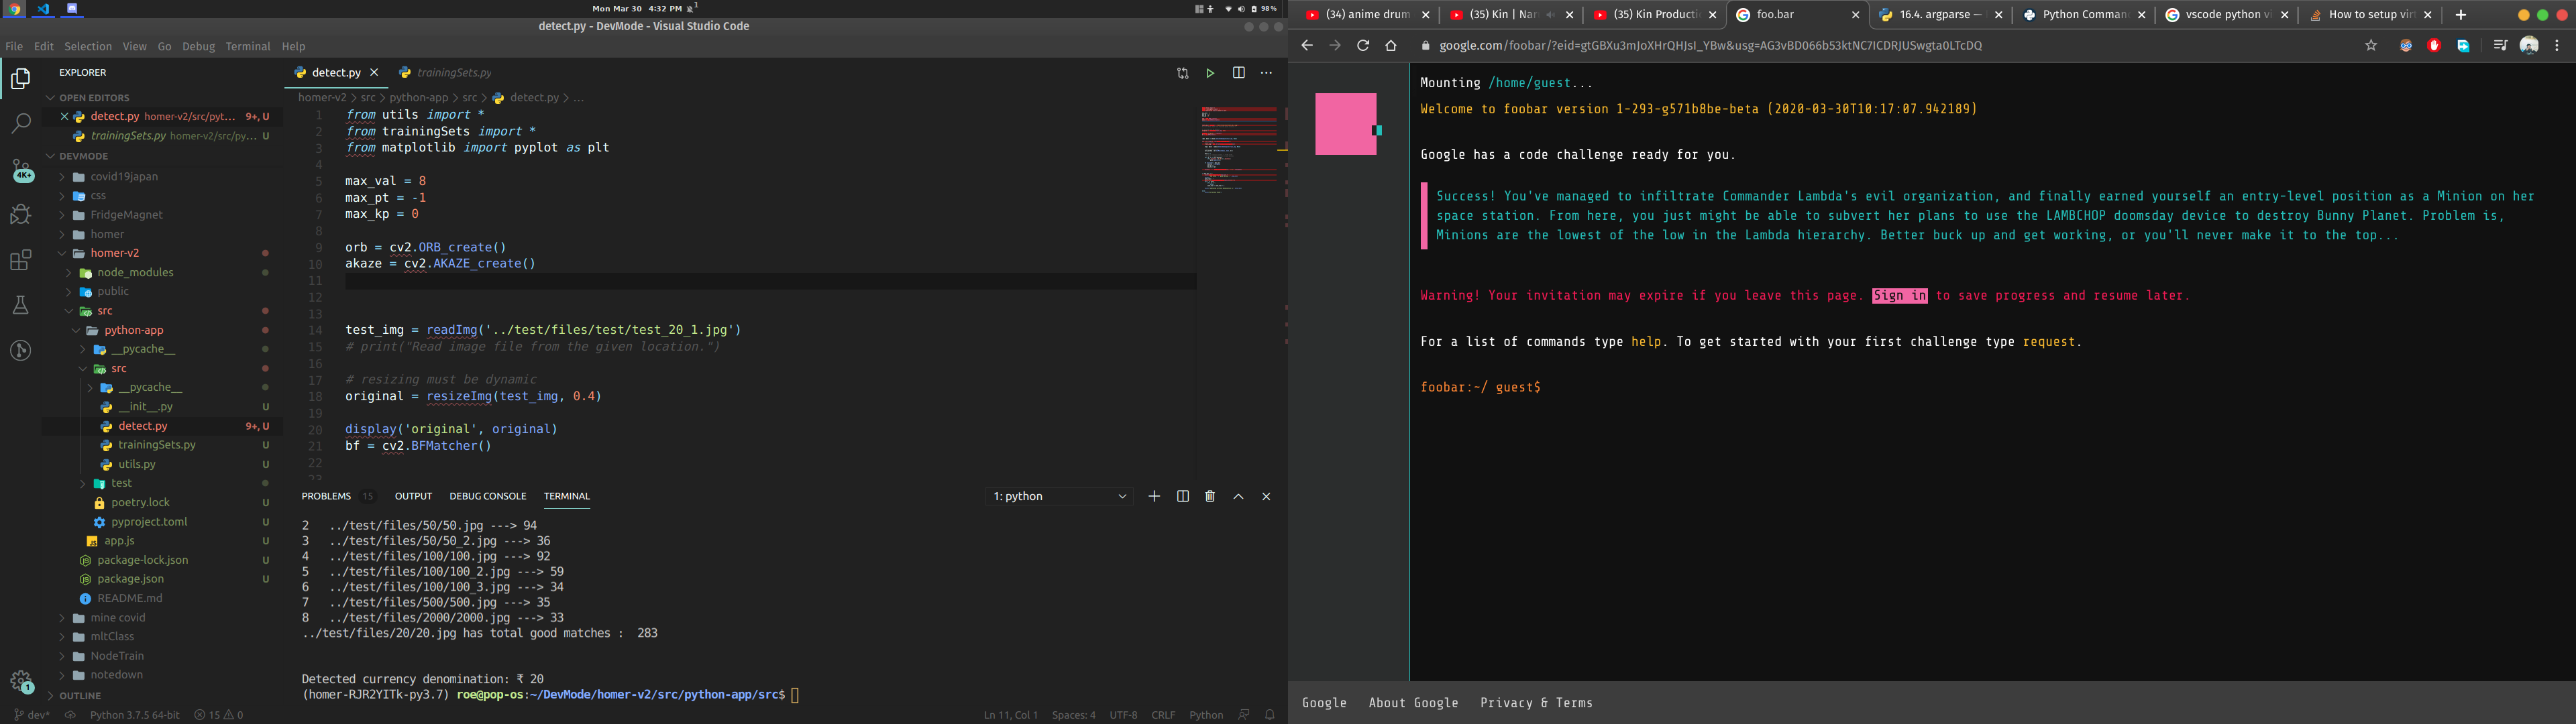 Mon Mar 30 4:32 PM
1
98 %
detect.py - DevMode - Visual Studio Code
File Edit Selection View Go Debug Terminal Help
EXPLORER
OPEN EDITORS
detect.py homer-v2/src/pyt... 9+, U
trainingSets.py homer-v2/src/py... U
DEVMODE
covid19japan
css
FridgeMagnet
homer
homer-v2
node_modules
public
src
python-app
__pycache__
src
__pycache__
__init__.py U
detect.py 9+, U
trainingSets.py U
utils.py U
test
poetry.lock U
pyproject.toml U
app.js U
package-lock.json U
package.json U
README.md
mine covid
mltClass
NodeTrain
notedown
OUTLINE
4K+
1
detect.py trainingSets.py
homer-v2 > src > python-app > src > detect.py > ...
1 from utils import *
2 from trainingSets import *
3 from matplotlib import pyplot as plt
4
5 max_val = 8
6 max_pt = -1
7 max_kp = 0
8
9 orb = cv2.ORB_create()
10 akaze = cv2.AKAZE_create()
11
12
13
14 test_img = readImg('../test/files/test/test_20_1.jpg')
15 # print("Read image file from the given location.")
16
17 # resizing must be dynamic
18 original = resizeImg(test_img, 0.4)
19
20 display('original', original)
21 bf = cv2.BFMatcher()
22
23
PROBLEMS 15 OUTPUT DEBUG CONSOLE TERMINAL 1: python
2 ../test/files/50/50.jpg ---> 94
3 ../test/files/50/50_2.jpg ---> 36
4 ../test/files/100/100.jpg ---> 92
5 ../test/files/100/100_2.jpg ---> 59
6 ../test/files/100/100_3.jpg ---> 34
7 ../test/files/500/500.jpg ---> 35
8 ../test/files/2000/2000.jpg ---> 33
../test/files/20/20.jpg has total good matches : 283
Detected currency denomination: ₹ 20
(homer-RJR2YITk-py3.7) roe@pop-os:~/DevMode/homer-v2/src/python-app/src$
dev* Python 3.7.5 64-bit 15 0 Ln 11, Col 1 Spaces: 4 UTF-8 CRLF Python
(34) anime drum (35) Kin | Nar (35) Kin Producti foo.bar 16.4. argparse — Python Comman vscode python vi How to setup virt
google.com/foobar/?eid=gtGBXu3mJoXHrQHJsI_YBw&usg=AG3vBD066b53ktNC7ICDRJUSwgta0LTcDQ
Mounting /home/guest...
Welcome to foobar version 1-293-g571b8be-beta (2020-03-30T10:17:07.942189)
Google has a code challenge ready for you.
Success! You've managed to infiltrate Commander Lambda's evil organization, and finally earned yourself an entry-level position as a Minion on her
space station. From here, you just might be able to subvert her plans to use the LAMBCHOP doomsday device to destroy Bunny Planet. Problem is,
Minions are the lowest of the low in the Lambda hierarchy. Better buck up and get working, or you'll never make it to the top...
Warning! Your invitation may expire if you leave this page. Sign in to save progress and resume later.
For a list of commands type help. To get started with your first challenge type request.
foobar:~/ guest$
Google About Google Privacy & Terms